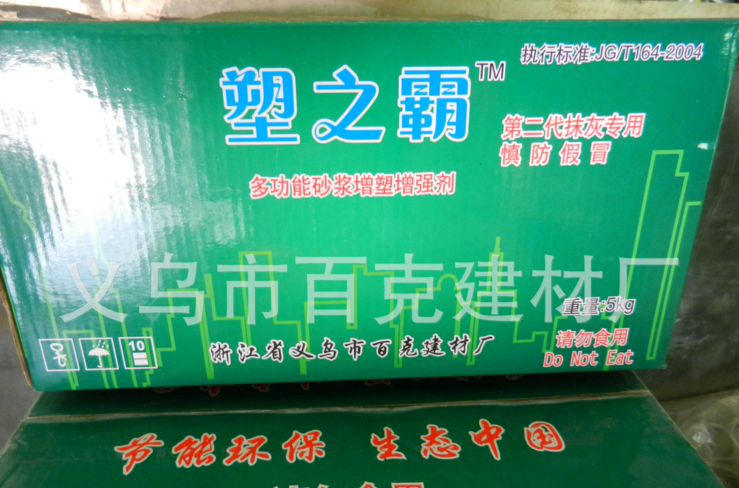 执行标准:JG/T164-2004
塑之霸TM
第二代抹灰专用
慎防假冒
多功能砂浆增塑增强剂
义乌市百克建材厂
重量:5kg
10
浙江省义乌市百克建材厂
请勿食用
Do Not Eat
节能环保 生态中国